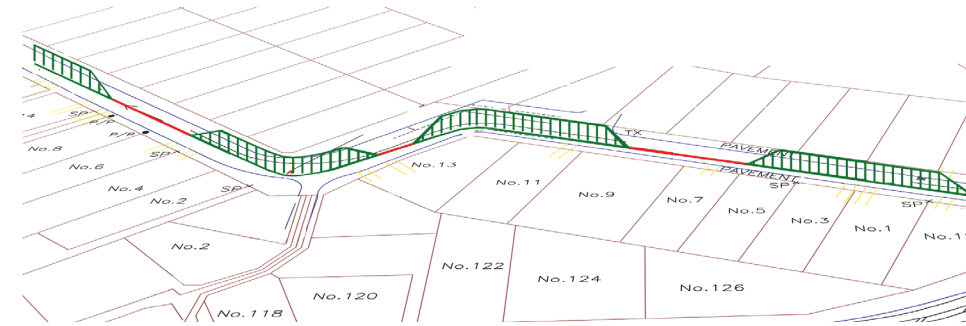 TX
PAVEMENT
14
SP
P/P
P/P
SP
No.8
No.6
No.4
No.2
SP
No.13
No.11
No.9
PAVEMENT
SP
No.7
No.5
No.3
No.1
SP
No.2
No.122
No.124
No.126
No.120
No.118